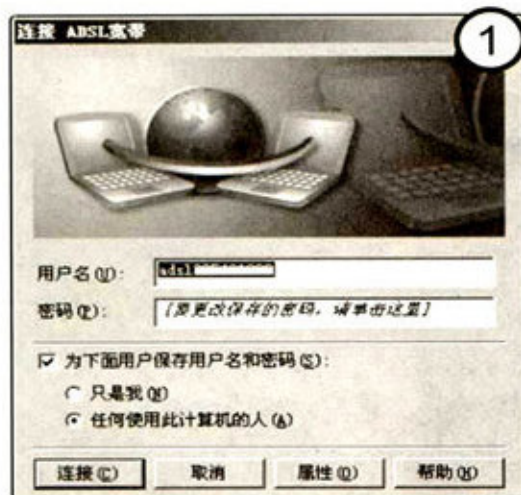 连接 ADSL宽带
1
用户名(U): adsl
密码(P): [要更改保存的密码，请单击这里]
为下面用户保存用户名和密码(S):
只是我(N)
任何使用此计算机的人(A)
连接(C) 取消 属性(O) 帮助(H)